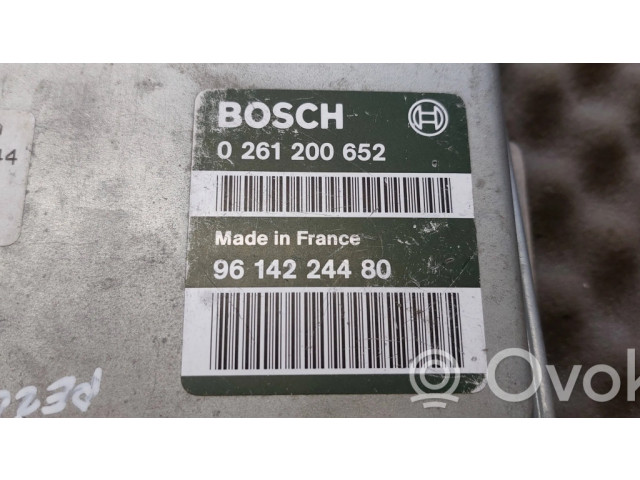 BOSCH
0 261 200 652
Made in France
96 142 244 80
Ovok